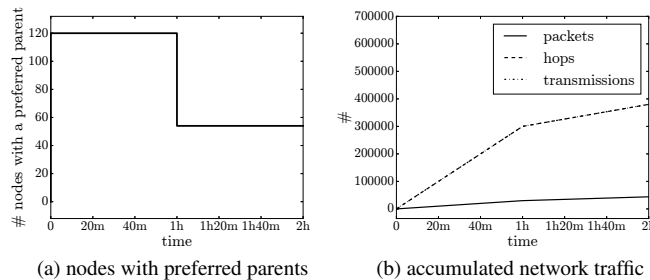 # nodes with a preferred parent
120
100
80
60
40
20
0
0 20m 40m 1h 1h20m 1h40m 2h
time
(a) nodes with preferred parents
#
700000
600000
500000
400000
300000
200000
100000
0
packets
hops
transmissions
0 20m 40m 1h 1h20m 1h40m 2h
time
(b) accumulated network traffic